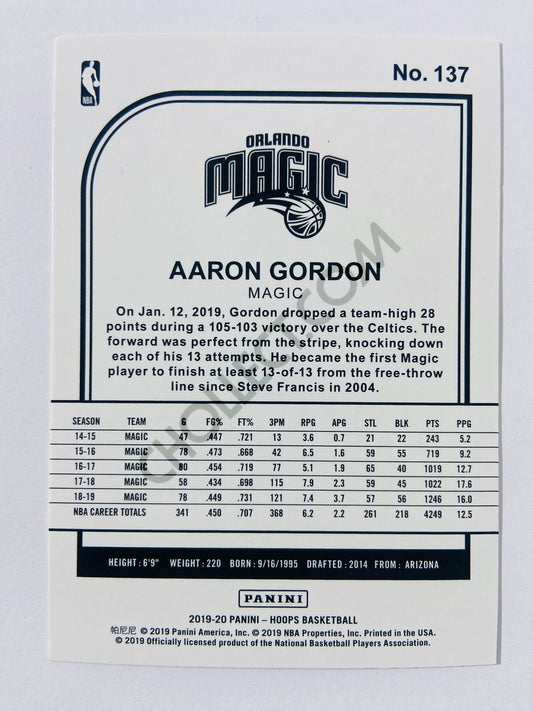 No. 137
NBA
ORLANDO
MAGIC
AARON GORDON
MAGIC
On Jan. 12, 2019, Gordon dropped a team-high 28
points during a 105-103 victory over the Celtics. The
forward was perfect from the stripe, knocking down
each of his 13 attempts. He became the first Magic
player to finish at least 13-of-13 from the free-throw
line since Steve Francis in 2004.
CHOLLECT.COM
SEASON TEAM G FG% FT% 3PM RPG APG STL BLK PTS PPG
14-15 MAGIC 47 .447 .721 13 3.6 0.7 21 22 243 5.2
15-16 MAGIC 78 .473 .668 42 6.5 1.6 59 55 719 9.2
16-17 MAGIC 80 .454 .719 77 5.1 1.9 65 40 1019 12.7
17-18 MAGIC 58 .434 .698 115 7.9 2.3 59 45 1022 17.6
18-19 MAGIC 78 .449 .731 121 7.4 3.7 57 56 1246 16.0
NBA CAREER TOTALS 341 .450 .707 368 6.2 2.2 261 218 4249 12.5
HEIGHT: 6'9" WEIGHT: 220 BORN: 9/16/1995 DRAFTED: 2014 FROM: ARIZONA
PANINI
2019-20 PANINI – HOOPS BASKETBALL
帕尼尼 © 2019 Panini America, Inc. © 2019 NBA Properties, Inc. Printed in the USA.
© 2019 Officially licensed product of the National Basketball Players Association.